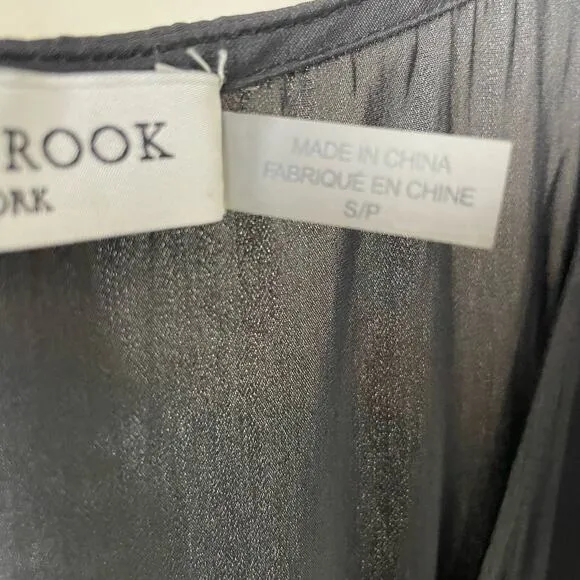 ROOK
ORK
MADE IN CHINA
FABRIQUÉ EN CHINE
S/P